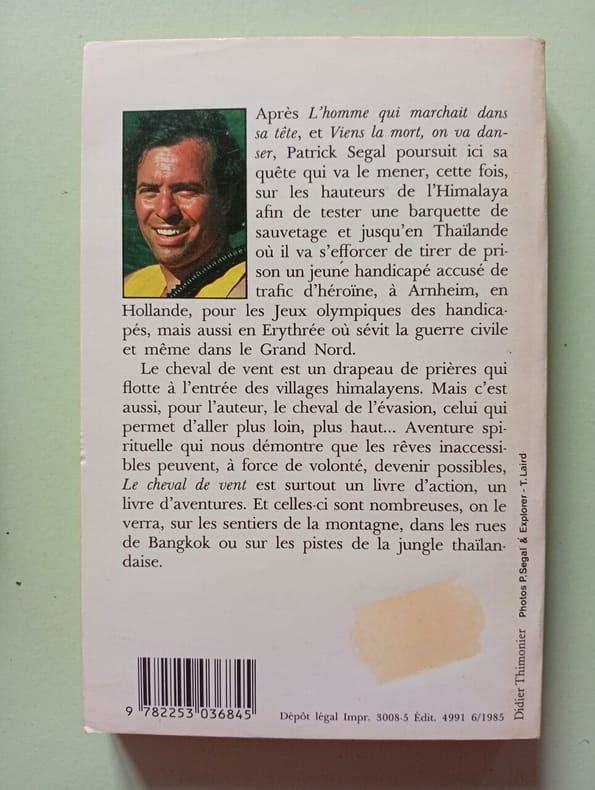 Après L'homme qui marchait dans
sa tête, et Viens la mort, on va dan-
ser, Patrick Segal poursuit ici sa
quête qui va le mener, cette fois,
sur les hauteurs de l'Himalaya
afin de tester une barquette de
sauvetage et jusqu'en Thaïlande
où il va s'efforcer de tirer de pri-
son un jeune handicapé accusé de
trafic d'héroïne, à Arnheim, en
Hollande, pour les Jeux olympiques des handica-
pés, mais aussi en Erythrée où sévit la guerre civile
et même dans le Grand Nord.
Le cheval de vent est un drapeau de prières qui
flotte à l'entrée des villages himalayens. Mais c'est
aussi, pour l'auteur, le cheval de l'évasion, celui qui
permet d'aller plus loin, plus haut... Aventure spi-
rituelle qui nous démontre que les rêves inaccessi-
bles peuvent, à force de volonté, devenir possibles,
Le cheval de vent est surtout un livre d'action, un
livre d'aventures. Et celles-ci sont nombreuses, on le
verra, sur les sentiers de la montagne, dans les rues
de Bangkok ou sur les pistes de la jungle thaïlan-
daise.
Didier Thimonier Photos P. Segal & Explorer - T. Laird
9 782253 036845
Dépôt légal Impr. 3008-5 Édit. 4991 6/1985